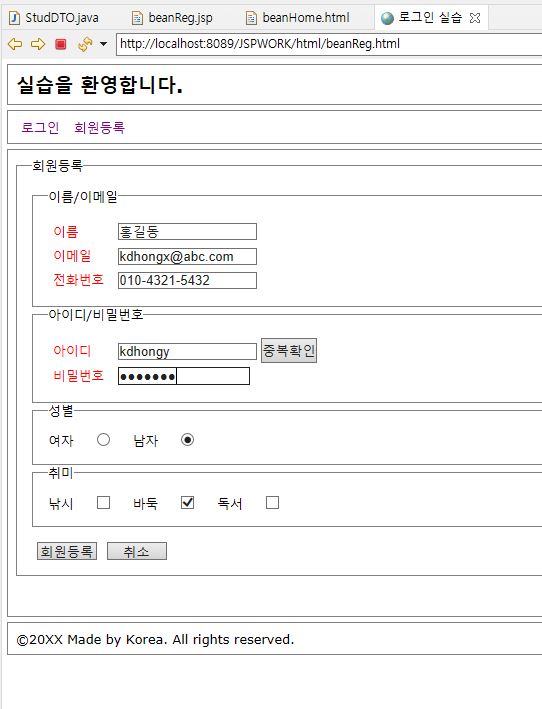 StudDTO.java beanReg.jsp beanHome.html 로그인 실습
http://localhost:8089/JSPWORK/html/beanReg.html
실습을 환영합니다.
로그인 회원등록
회원등록
이름/이메일
이름 홍길동
이메일 kdhongx@abc.com
전화번호 010-4321-5432
아이디/비밀번호
아이디 kdhongy 중복확인
비밀번호 ●●●●●●●
성별
여자 남자
취미
낚시 바둑 독서
회원등록 취소
©20XX Made by Korea. All rights reserved.